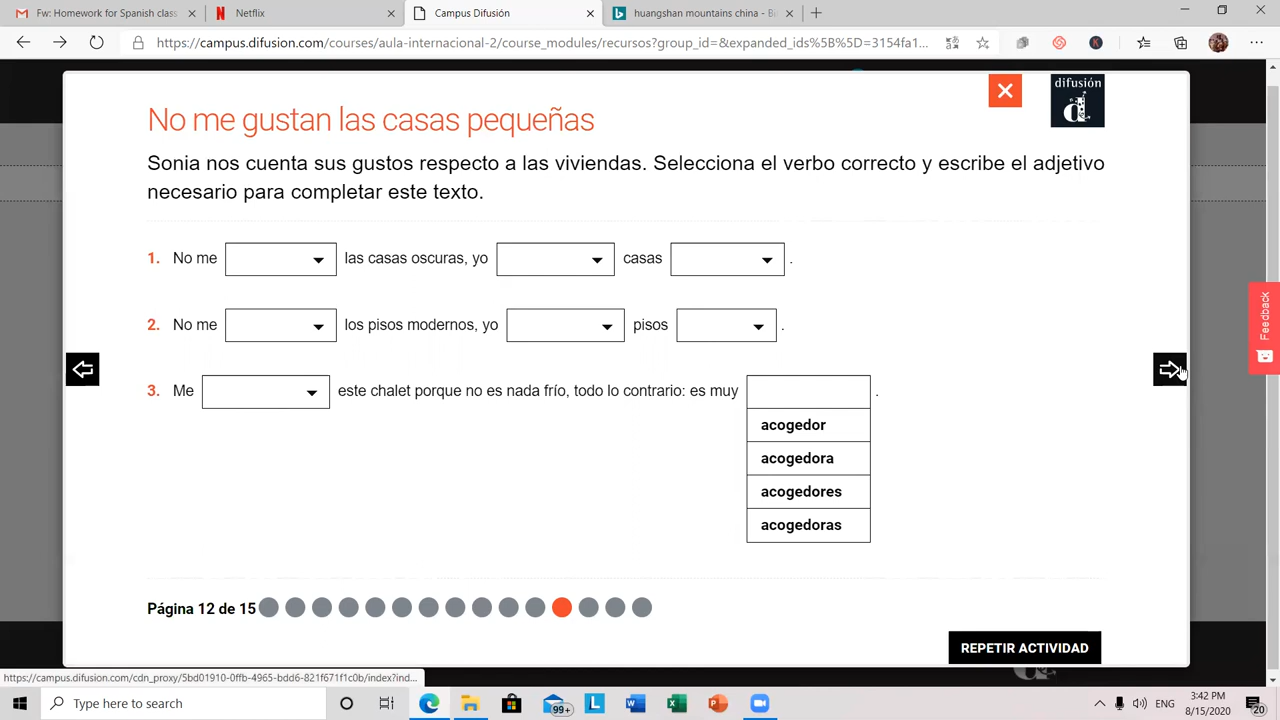 Fw: Homework for Spanish class
Netflix
Campus Difusión
huangshan mountains china - Bi
https://campus.difusion.com/courses/aula-internacional-2/course_modules/recursos?group_id=&expanded_ids%5B%5D=3154fa1...
difusión
d
No me gustan las casas pequeñas
Sonia nos cuenta sus gustos respecto a las viviendas. Selecciona el verbo correcto y escribe el adjetivo
necesario para completar este texto.
1. No me las casas oscuras, yo casas .
2. No me los pisos modernos, yo pisos .
3. Me este chalet porque no es nada frío, todo lo contrario: es muy .
acogedor
acogedora
acogedores
acogedoras
Feedback
Página 12 de 15
REPETIR ACTIVIDAD
https://campus.difusion.com/cdn_proxy/5bd01910-0ffb-4965-bdd6-821f671f1c0b/index?ind...
Type here to search
99+
L
ENG
3:42 PM
8/15/2020
20